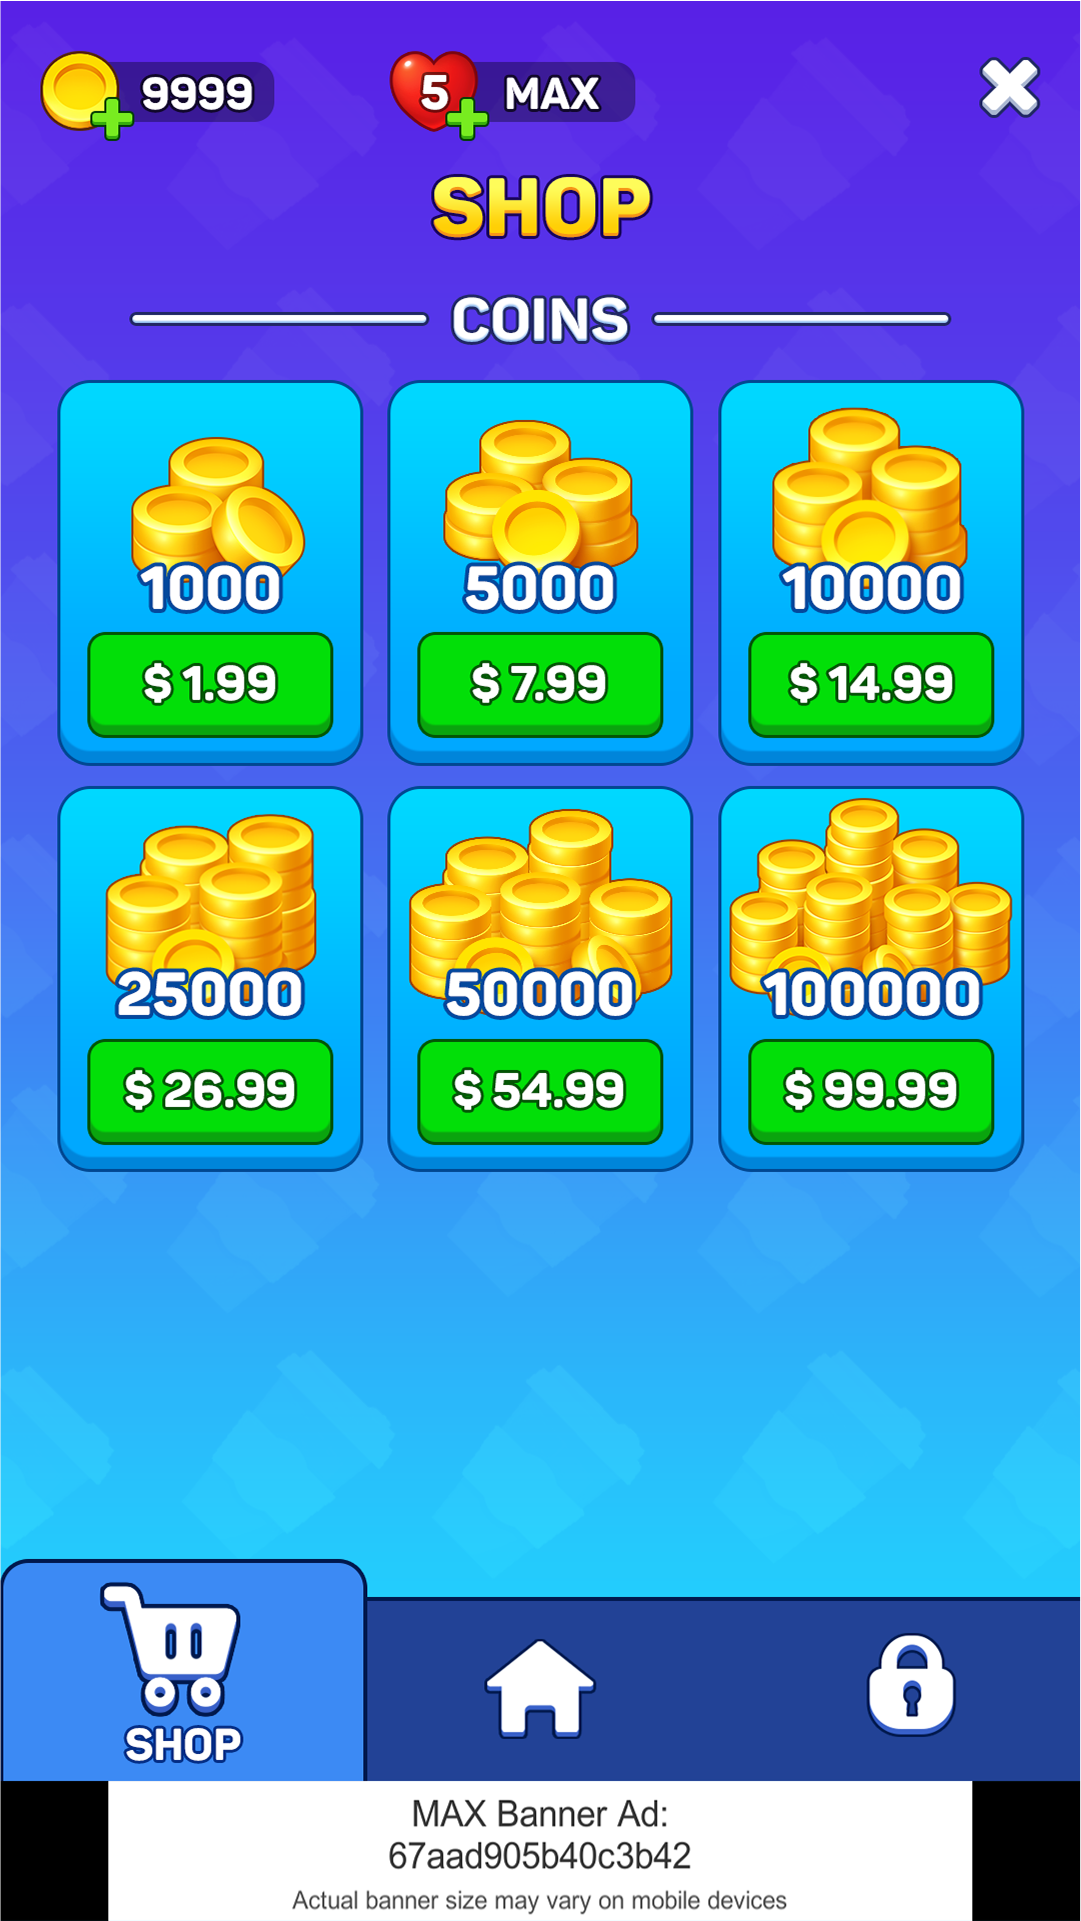 9999
5 MAX
SHOP
COINS
1000 5000 10000
$ 1.99 $ 7.99 $ 14.99
25000 50000 100000
$ 26.99 $ 54.99 $ 99.99
SHOP
MAX Banner Ad:
67aad905b40c3b42
Actual banner size may vary on mobile devices